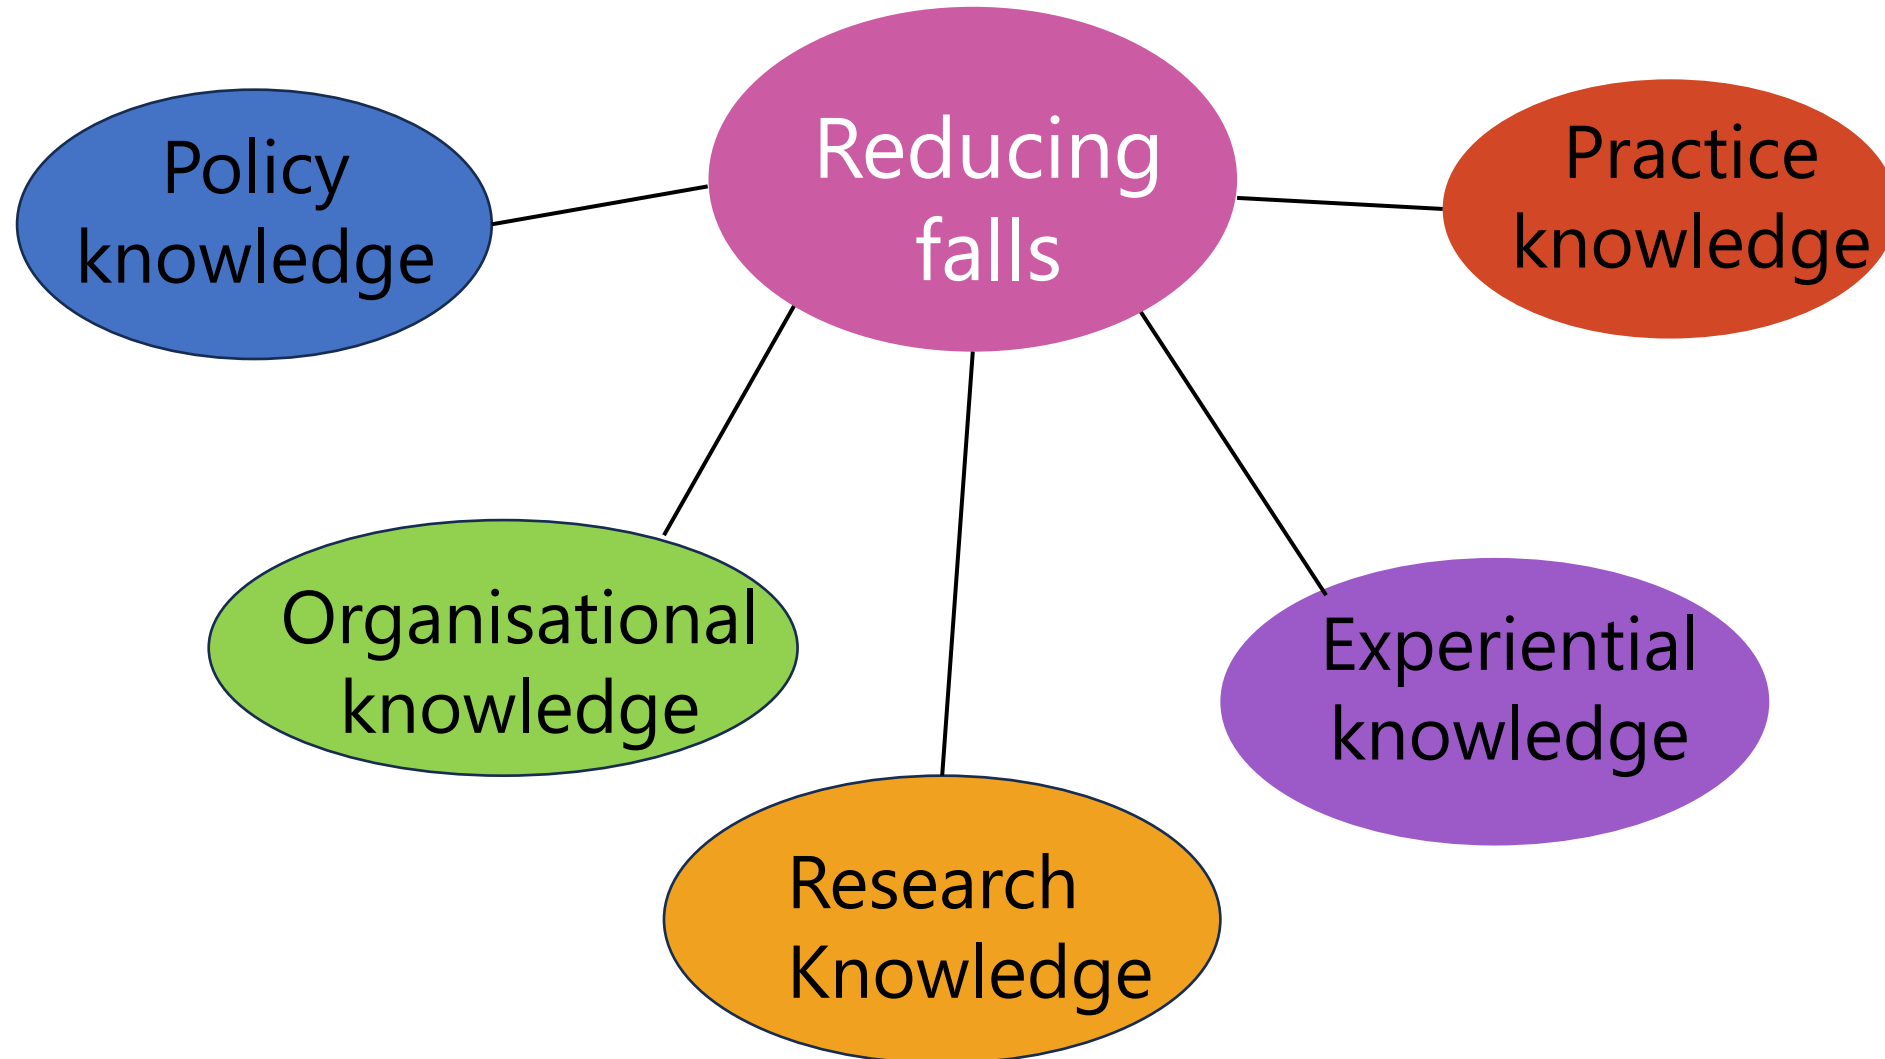 Reducing
falls
Policy
knowledge
Practice
knowledge
Organisational
knowledge
Experiential
knowledge
Research
Knowledge